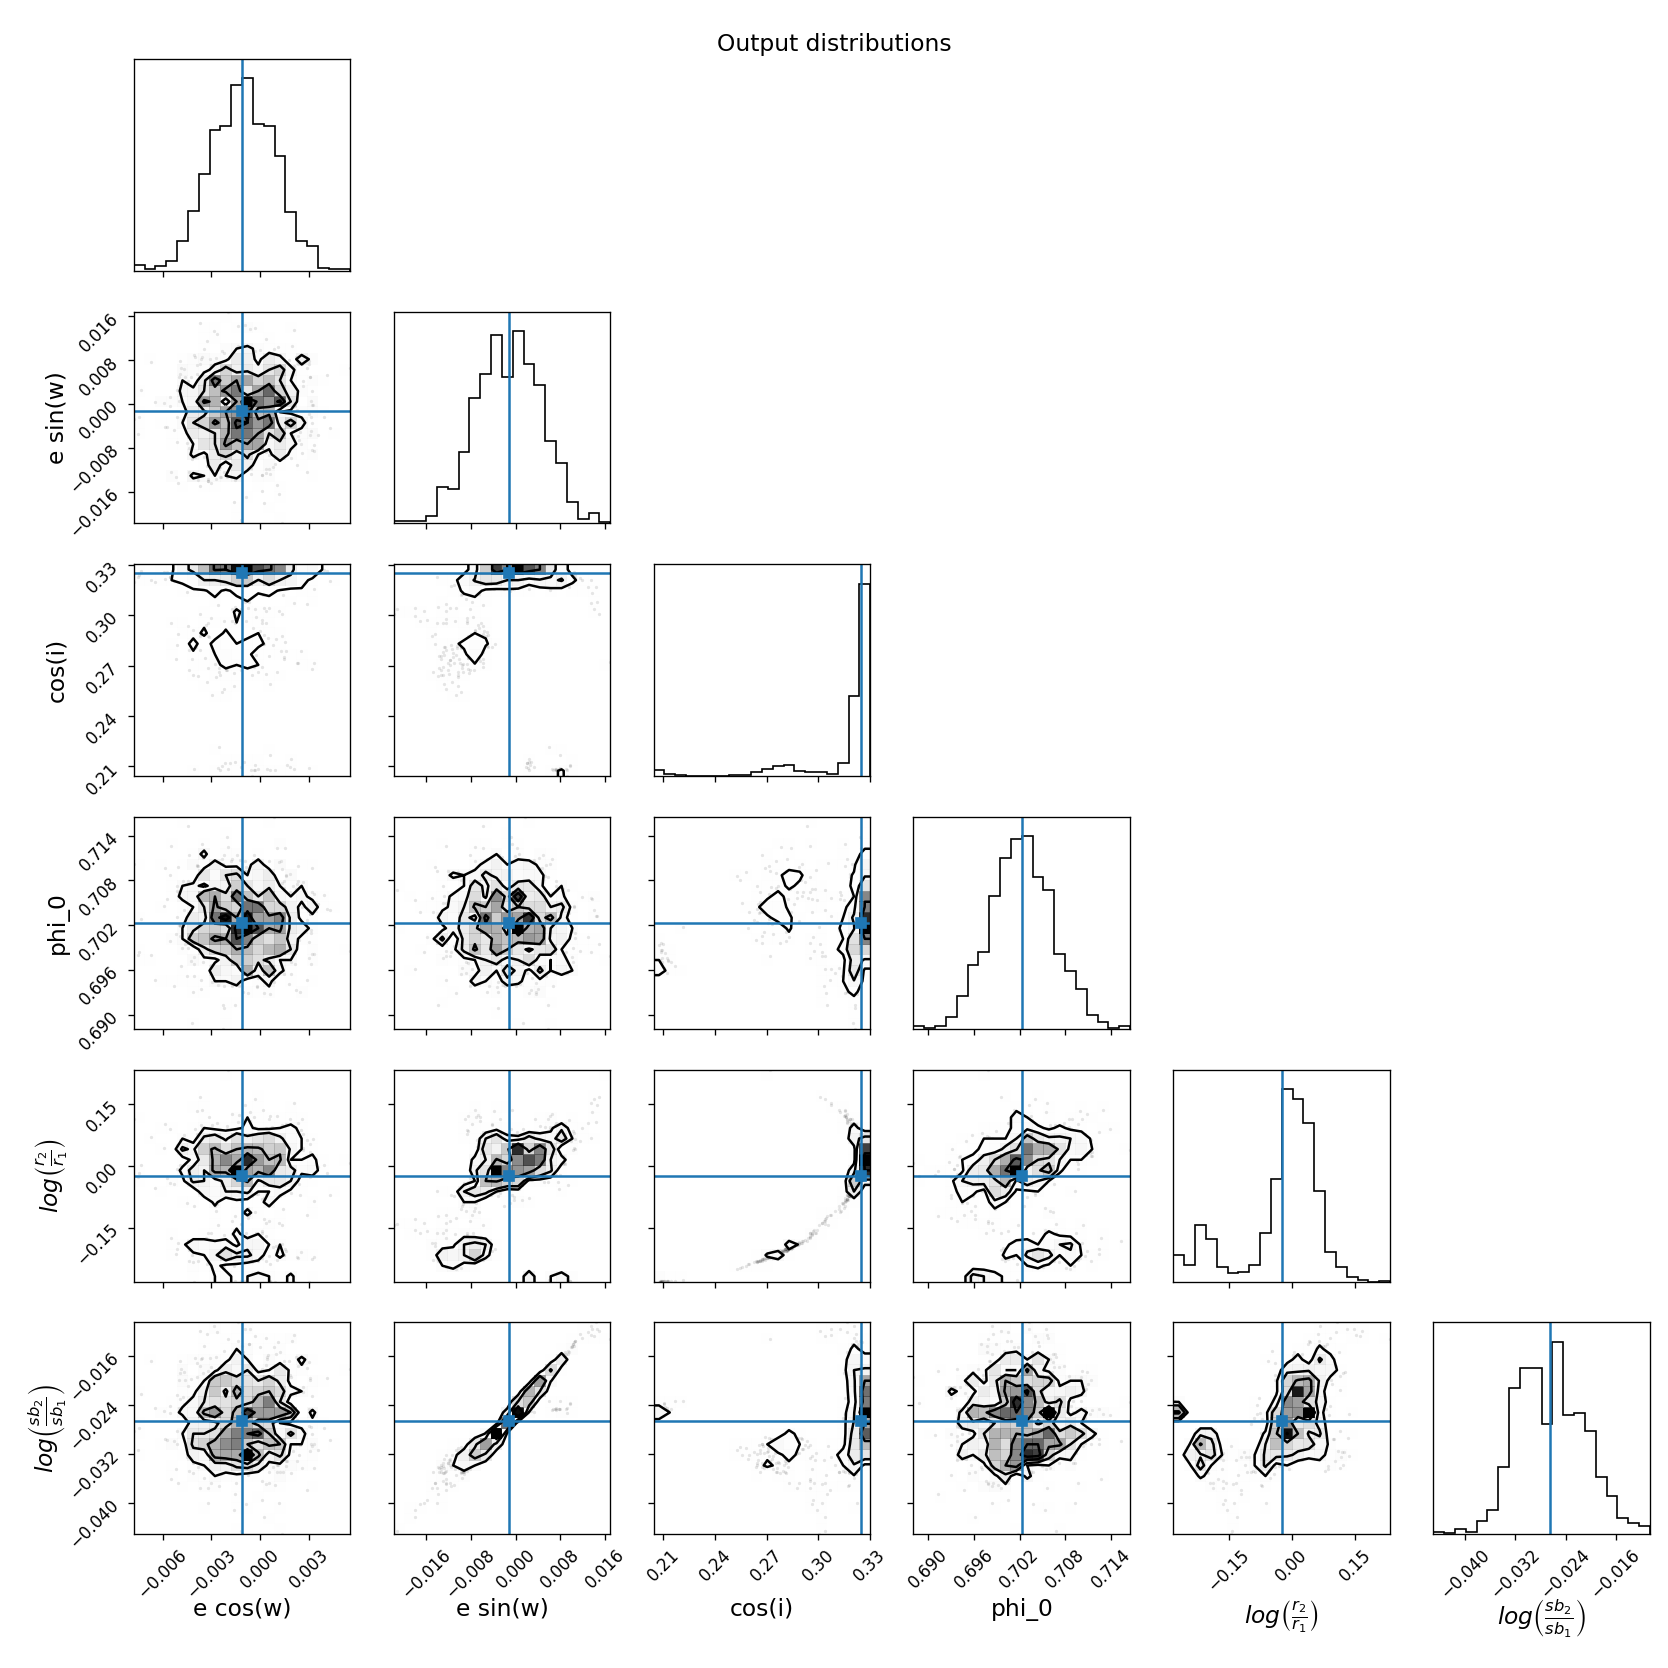 Output distributions
e sin(w)
0.016
0.008
0.000
−0.008
−0.016
cos(i)
0.33
0.30
0.27
0.24
0.21
phi_0
0.714
0.708
0.702
0.696
0.690
log(r2/r1)
0.15
0.00
−0.15
log(sb2/sb1)
−0.016
−0.024
−0.032
−0.040
−0.006 −0.003 0.000 0.003
−0.016 −0.008 0.000 0.008 0.016
0.21 0.24 0.27 0.30 0.33
0.690 0.696 0.702 0.708 0.714
−0.15 0.00 0.15
−0.040 −0.032 −0.024 −0.016
e cos(w)
e sin(w)
cos(i)
phi_0
log(r2/r1)
log(sb2/sb1)